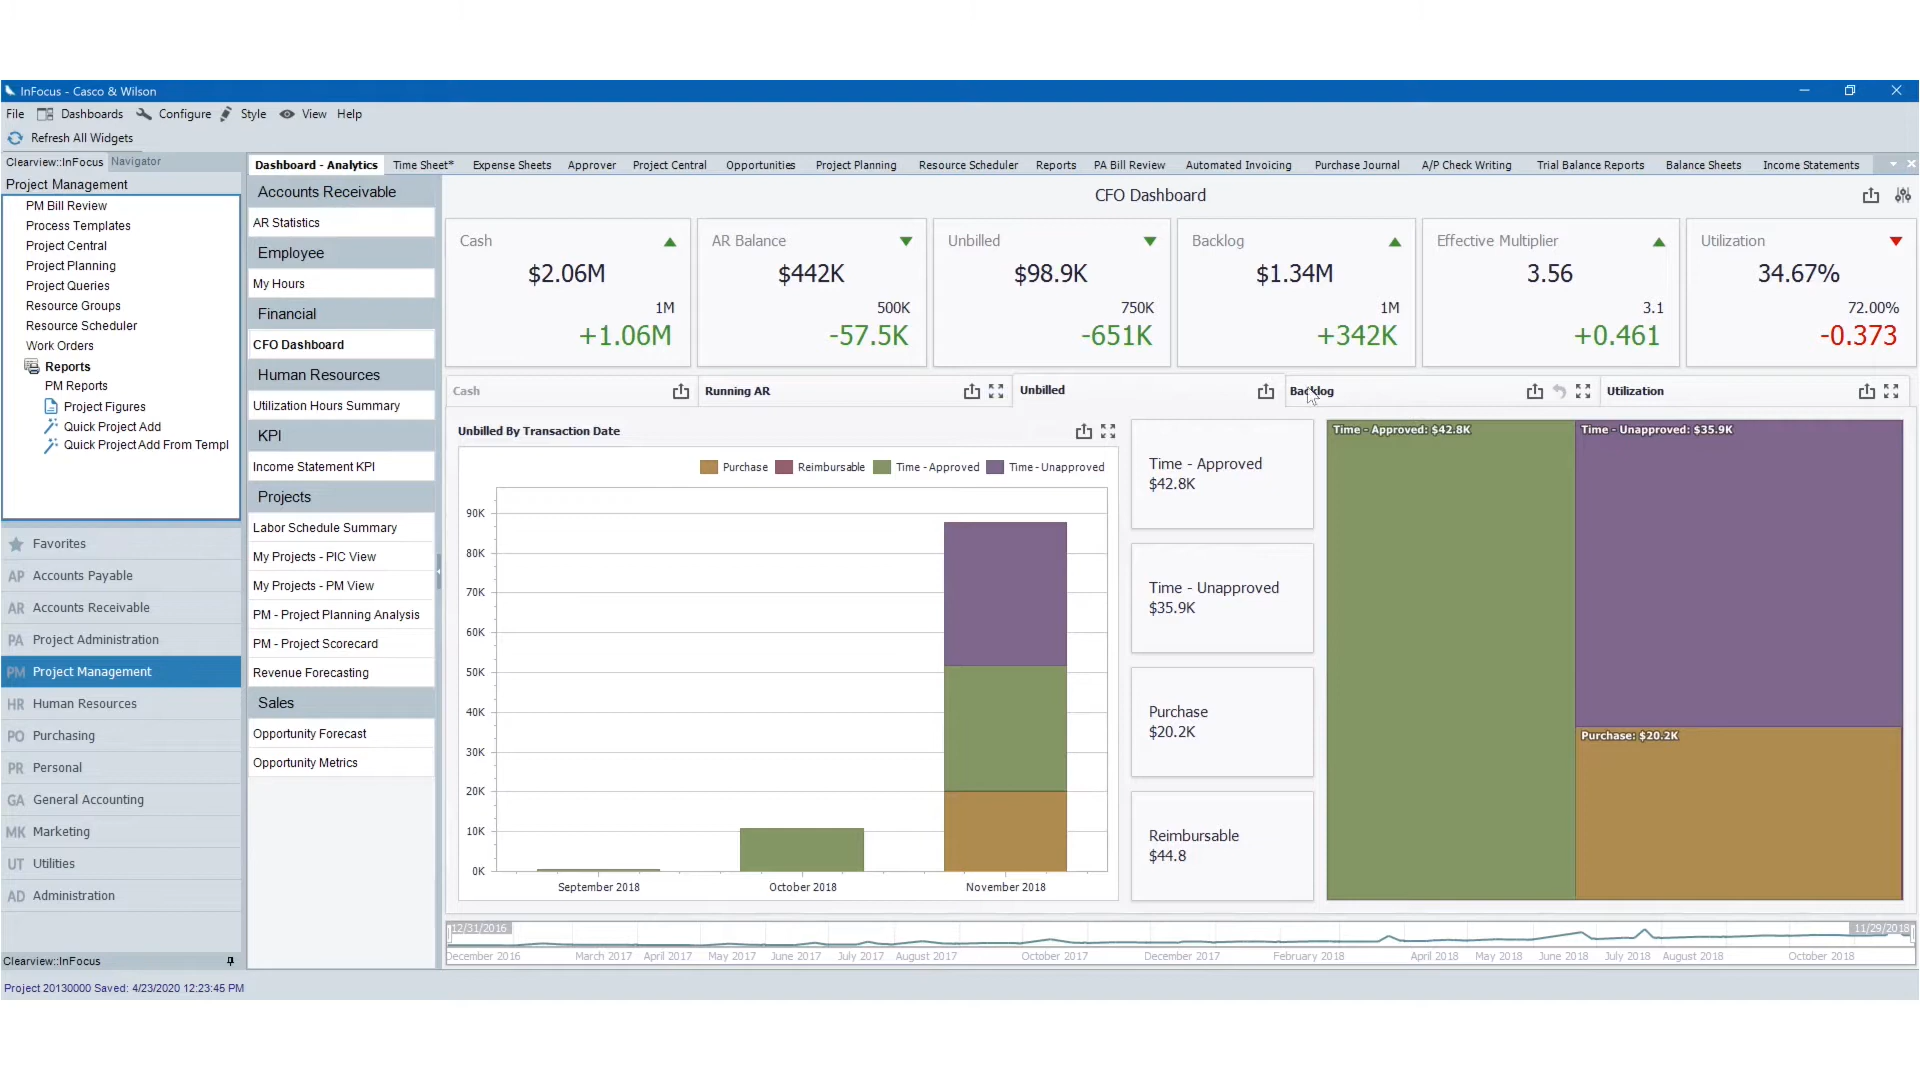 InFocus - Casco & Wilson
File Dashboards Configure Style View Help
Refresh All Widgets
Clearview::InFocus Navigator
Project Management
PM Bill Review
Process Templates
Project Central
Project Planning
Project Queries
Resource Groups
Resource Scheduler
Work Orders
Reports
PM Reports
Project Figures
Quick Project Add
Quick Project Add From Templ
Favorites
AP Accounts Payable
AR Accounts Receivable
PA Project Administration
PM Project Management
HR Human Resources
PO Purchasing
PR Personal
GA General Accounting
MK Marketing
UT Utilities
AD Administration
Clearview::InFocus
Project 20130000 Saved: 4/23/2020 12:23:45 PM
Dashboard - Analytics Time Sheet* Expense Sheets Approver Project Central Opportunities Project Planning Resource Scheduler Reports PA Bill Review Automated Invoicing Purchase Journal A/P Check Writing Trial Balance Reports Balance Sheets Income Statements
Accounts Receivable
AR Statistics
Employee
My Hours
Financial
CFO Dashboard
Human Resources
Utilization Hours Summary
KPI
Income Statement KPI
Projects
Labor Schedule Summary
My Projects - PIC View
My Projects - PM View
PM - Project Planning Analysis
PM - Project Scorecard
Revenue Forecasting
Sales
Opportunity Forecast
Opportunity Metrics
CFO Dashboard
Cash
$2.06M
1M
+1.06M
AR Balance
$442K
500K
-57.5K
Unbilled
$98.9K
750K
-651K
Backlog
$1.34M
1M
+342K
Effective Multiplier
3.56
3.1
+0.461
Utilization
34.67%
72.00%
-0.373
Cash Running AR Unbilled Backlog Utilization
Unbilled By Transaction Date
Purchase Reimbursable Time - Approved Time - Unapproved
90K
80K
70K
60K
50K
40K
30K
20K
10K
0K
September 2018 October 2018 November 2018
Time - Approved
$42.8K
Time - Unapproved
$35.9K
Purchase
$20.2K
Reimbursable
$44.8
Time - Approved: $42.8K
Time - Unapproved: $35.9K
Purchase: $20.2K
12/31/2016 11/29/2018
December 2016 March 2017 April 2017 May 2017 June 2017 July 2017 August 2017 October 2017 December 2017 February 2018 April 2018 May 2018 June 2018 July 2018 August 2018 October 2018